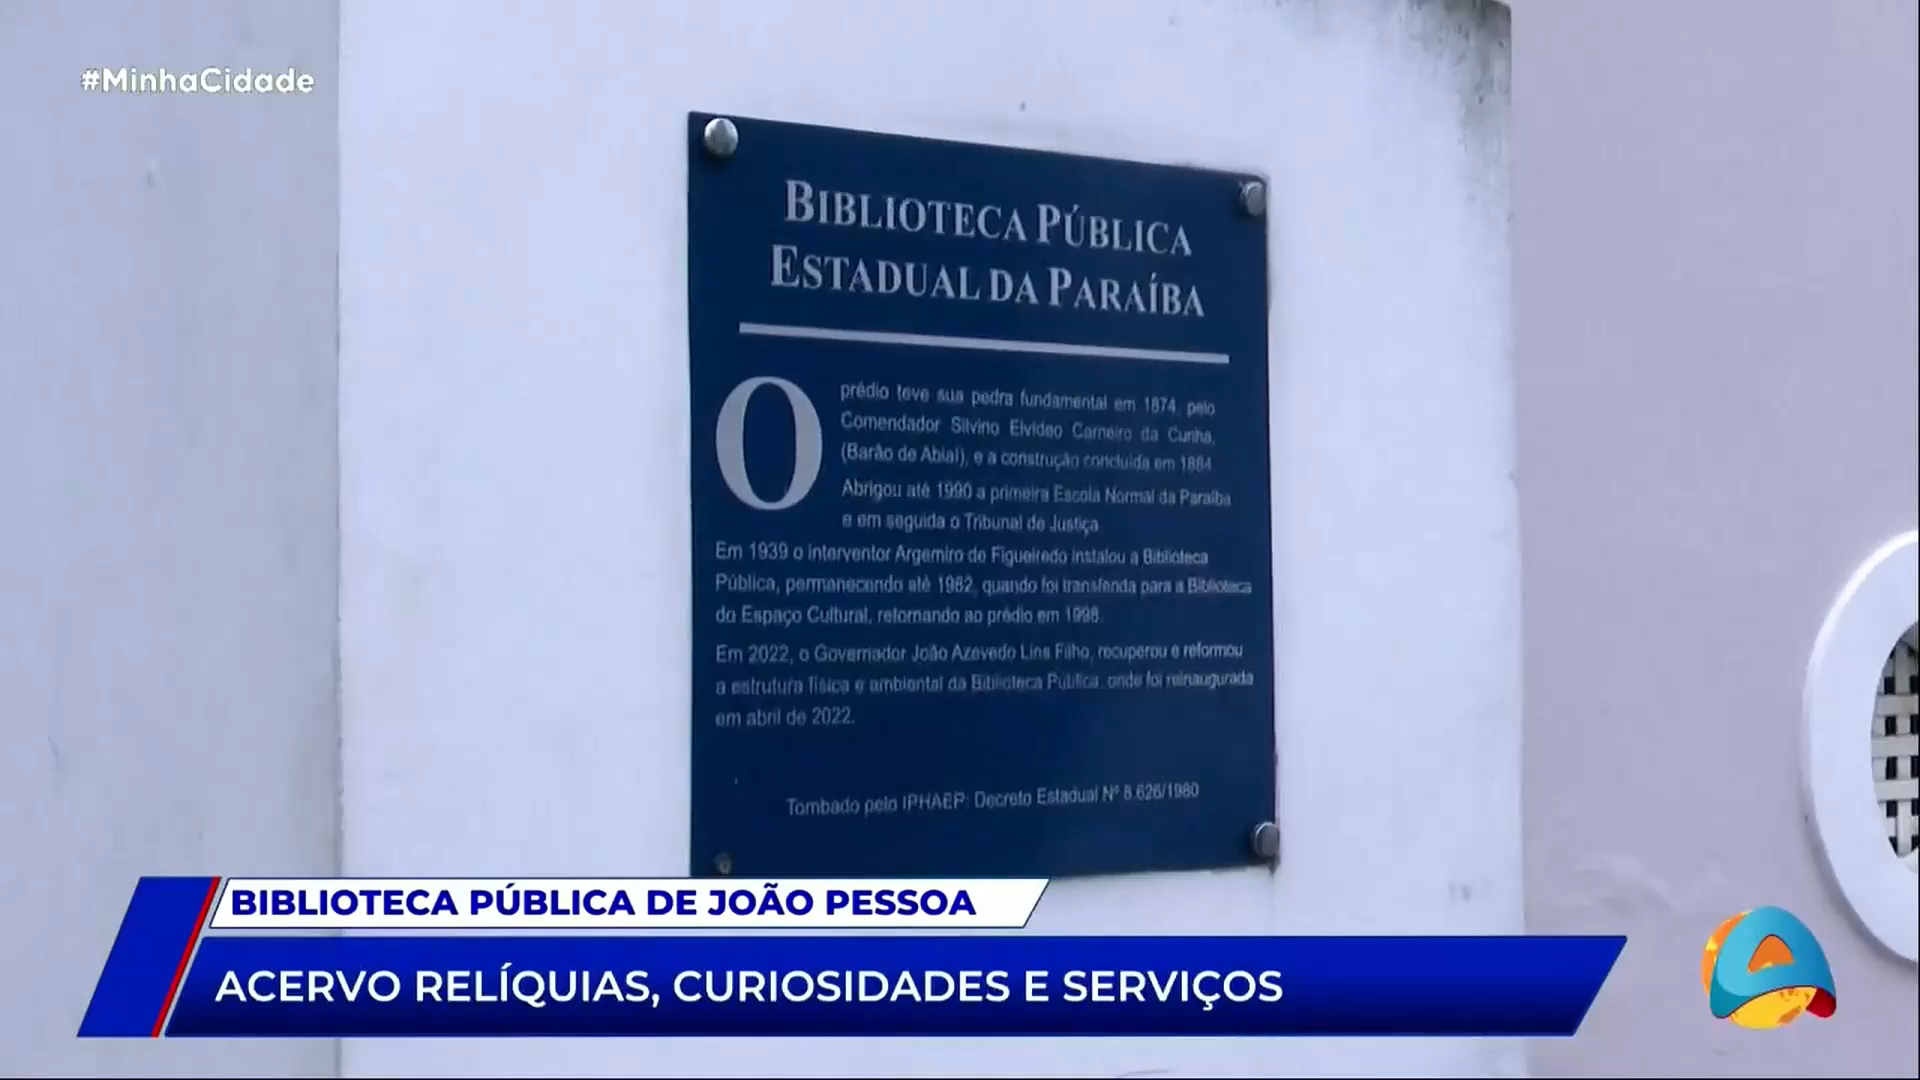 #MinhaCidade
BIBLIOTECA PÚBLICA
ESTADUAL DA PARAÍBA
O prédio teve sua pedra fundamental em 1874, pelo
Comendador Silvino Elvideo Carneiro da Cunha,
(Barão de Abiaí), e a construção concluída em 1884.
Abrigou até 1990 a primeira Escola Normal da Paraíba
e em seguida o Tribunal de Justiça.
Em 1939 o interventor Argemiro de Figueiredo instalou a Biblioteca
Pública, permanecendo até 1982, quando foi transferida para a Biblioteca
do Espaço Cultural, retornando ao prédio em 1998.
Em 2022, o Governador João Azevedo Lins Filho, recuperou e reformou
a estrutura física e ambiental da Biblioteca Pública, onde foi reinaugurada
em abril de 2022.
Tombado pelo IPHAEP: Decreto Estadual Nº 8.626/1980
BIBLIOTECA PÚBLICA DE JOÃO PESSOA
ACERVO RELÍQUIAS, CURIOSIDADES E SERVIÇOS